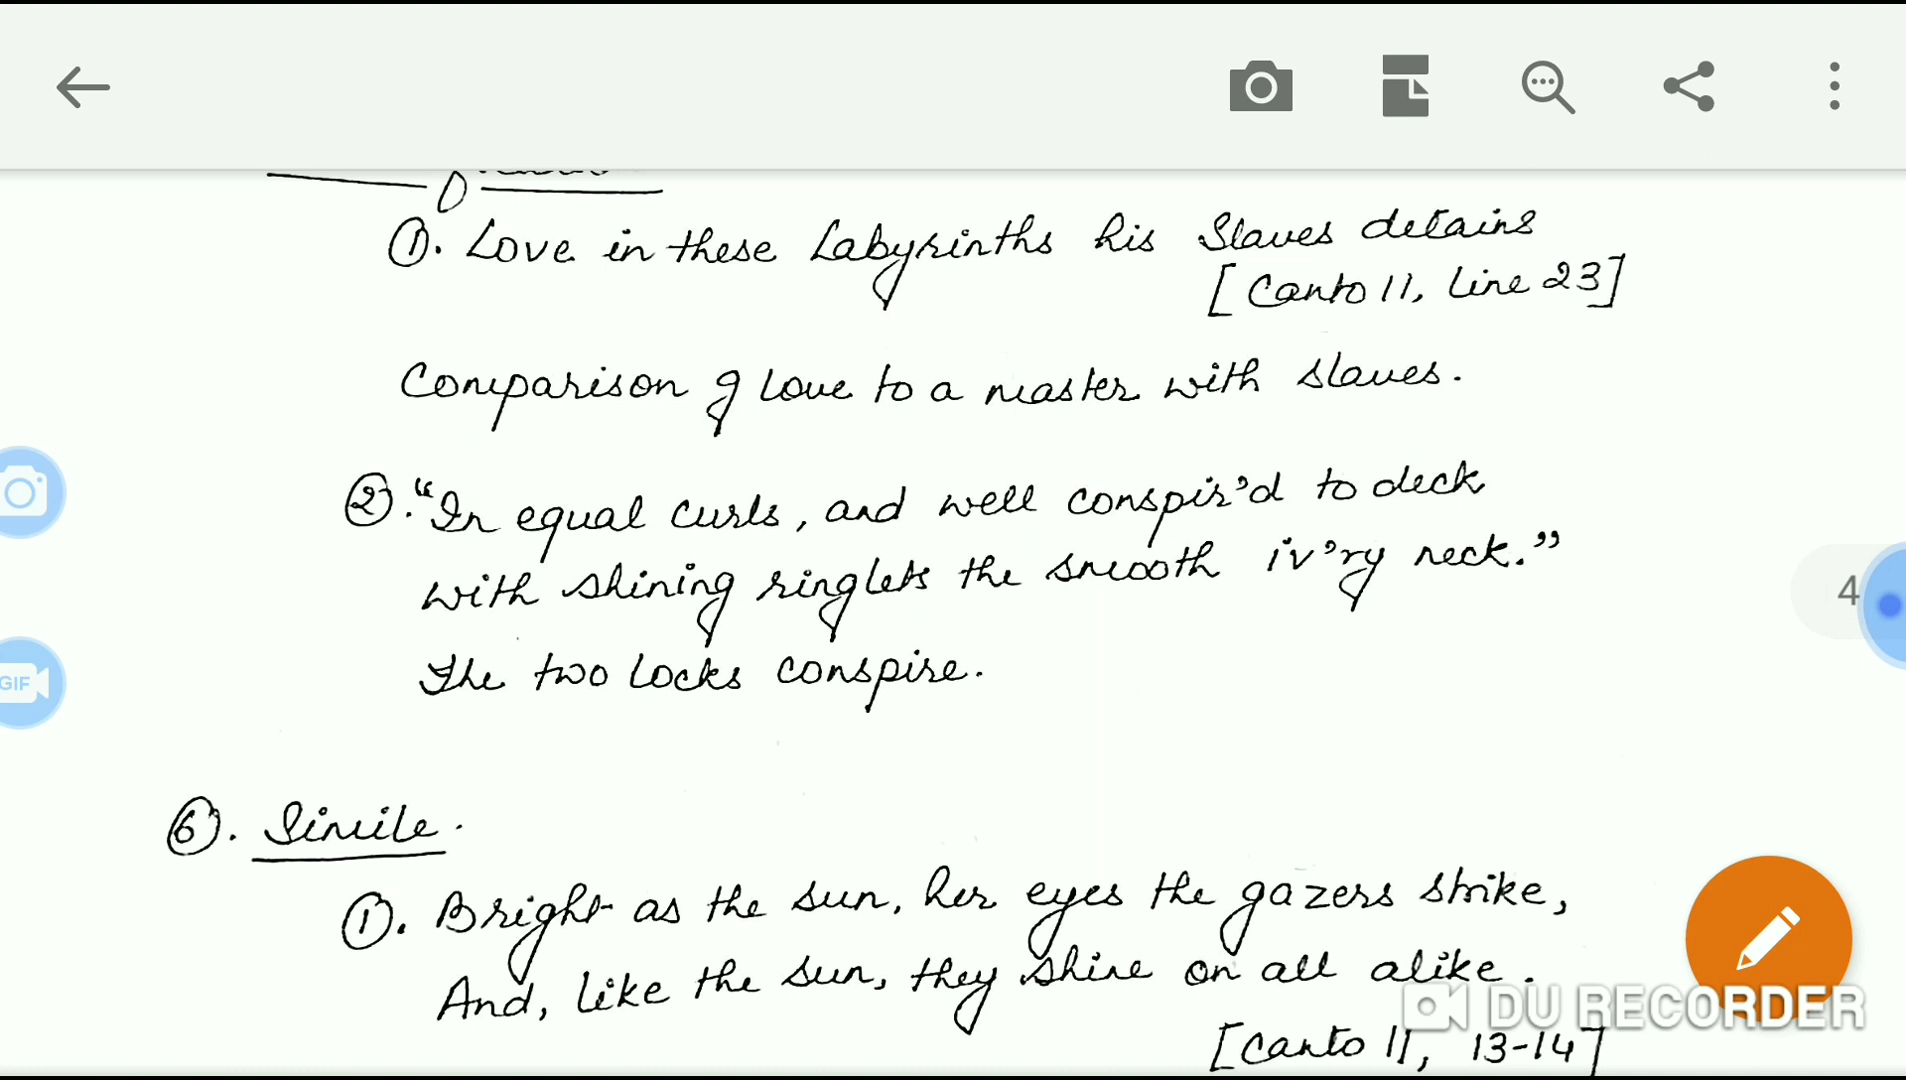 ①. Love in these Labyrinths his Slaves detains
[Canto II, Line 23]
Comparison of love to a master with slaves.
②. "In equal curls, and well conspir'd to deck
with shining ringlets the smooth iv'ry neck."
The two locks conspire.
4
GIF
⑥. Simile.
①. Bright as the sun, her eyes the gazers strike,
And, like the sun, they shine on all alike.
DU RECORDER
[Canto II, 13-14]